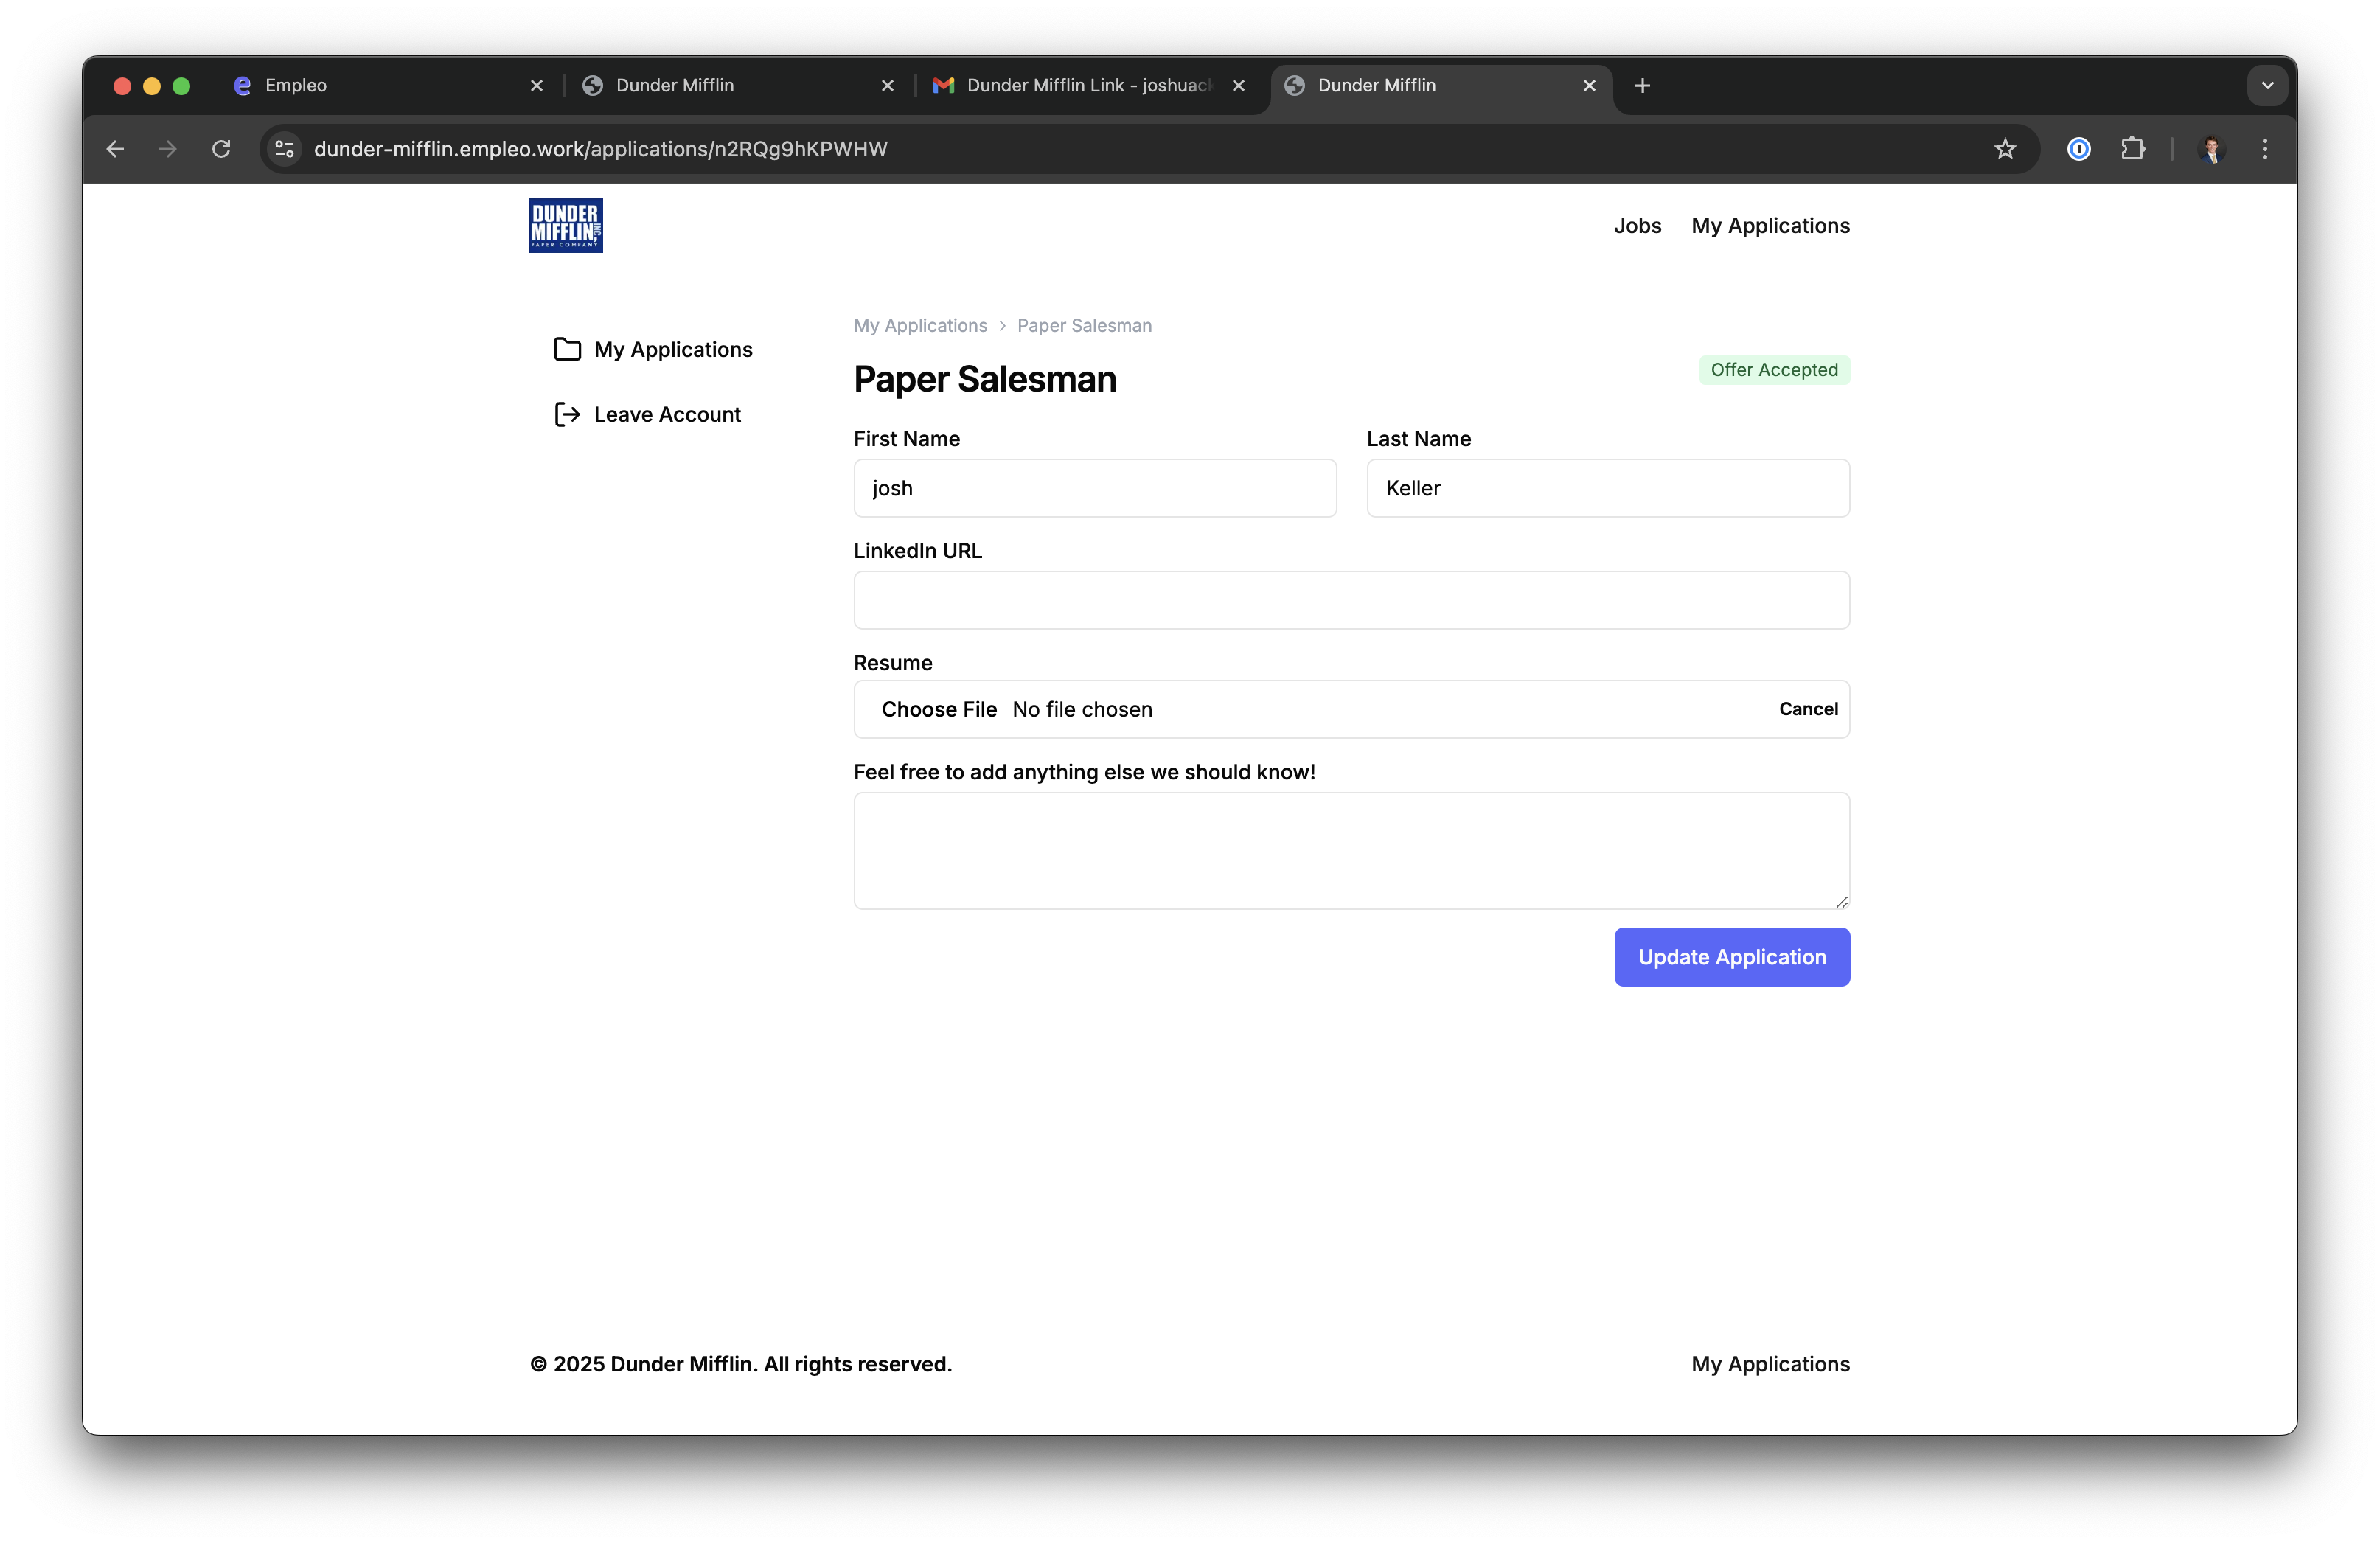 Empleo
Dunder Mifflin
Dunder Mifflin Link - joshuack
Dunder Mifflin
dunder-mifflin.empleo.work/applications/n2RQg9hKPWHW
DUNDER
MIFFLIN, INC.
PAPER COMPANY
Jobs
My Applications
My Applications
Leave Account
My Applications > Paper Salesman
Paper Salesman
Offer Accepted
First Name
Last Name
josh
Keller
LinkedIn URL
Resume
Choose File No file chosen
Cancel
Feel free to add anything else we should know!
Update Application
© 2025 Dunder Mifflin. All rights reserved.
My Applications